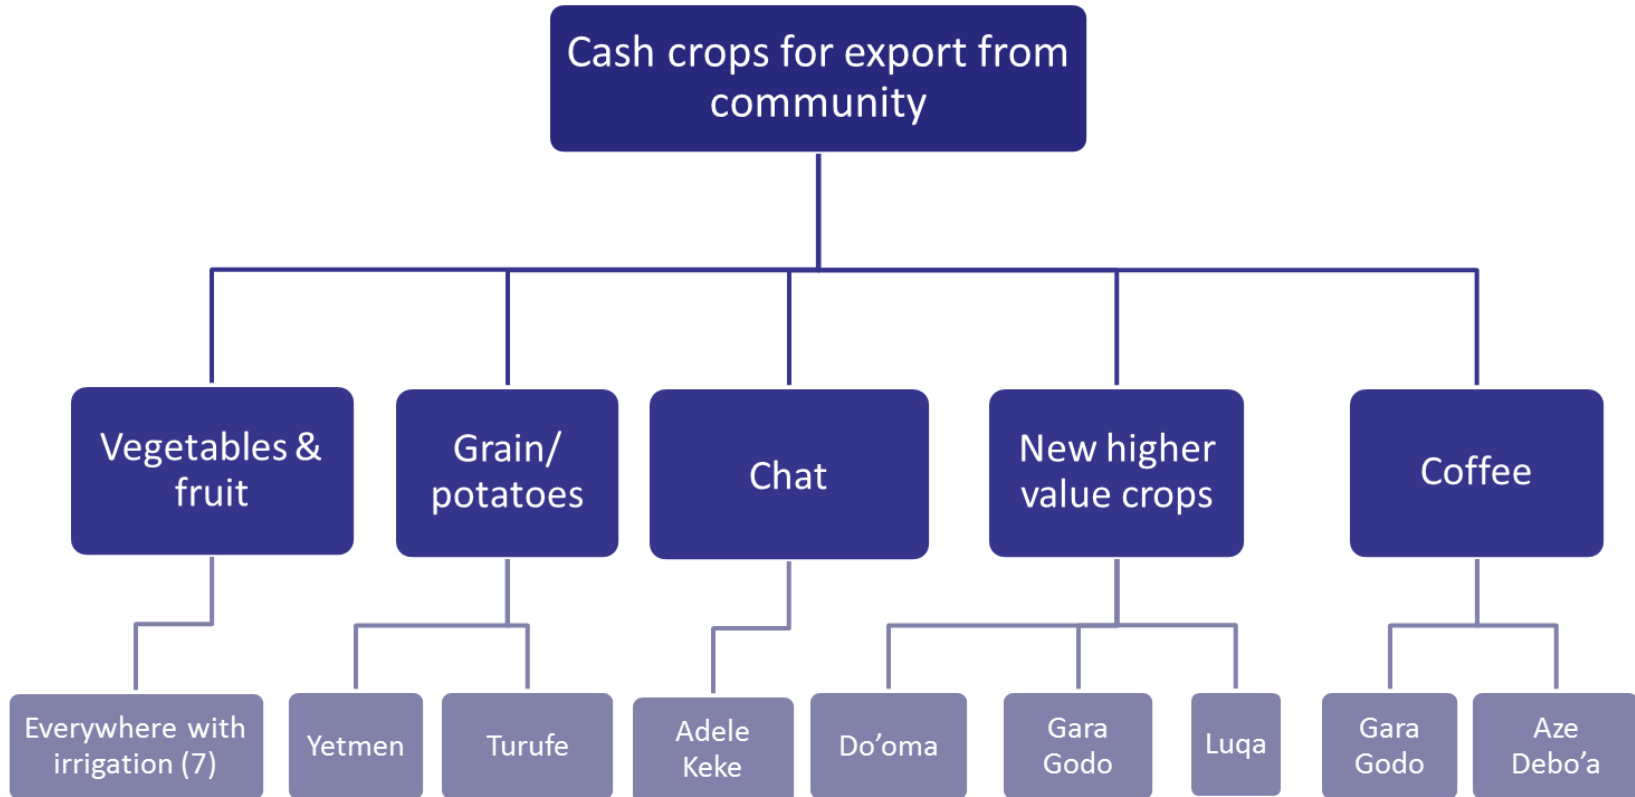 Cash crops for export from
community
Vegetables &
fruit
Grain/
potatoes
Chat
New higher
value crops
Coffee
Everywhere with
irrigation (7)
Yetmen
Turufe
Adele
Keke
Do’oma
Gara
Godo
Luqa
Gara
Godo
Aze
Debo’a